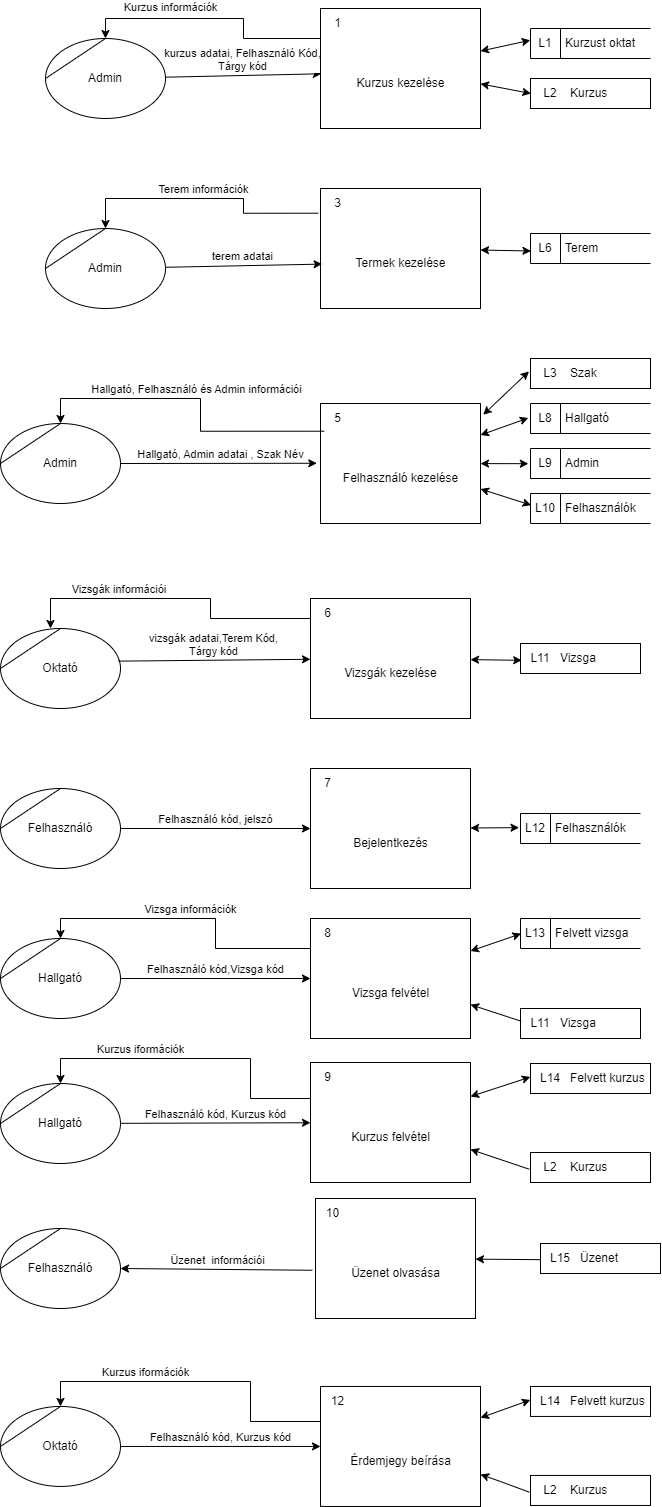 Kurzus információk
1
Admin
kurzus adatai, Felhasználó Kód,
Tárgy kód
Kurzus kezelése
L1 Kurzust oktat
L2 Kurzus
Terem információk
3
Admin
terem adatai
Termek kezelése
L6 Terem
Hallgató, Felhasználó és Admin információi
5
Admin
Hallgató, Admin adatai , Szak Név
Felhasználó kezelése
L3 Szak
L8 Hallgató
L9 Admin
L10 Felhasználók
Vizsgák információi
6
Oktató
vizsgák adatai,Terem Kód,
Tárgy kód
Vizsgák kezelése
L11 Vizsga
7
Felhasználó
Felhasználó kód, jelszó
Bejelentkezés
L12 Felhasználók
Vizsga információk
8
Hallgató
Felhasználó kód,Vizsga kód
Vizsga felvétel
L13 Felvett vizsga
L11 Vizsga
Kurzus iformációk
9
Hallgató
Felhasználó kód, Kurzus kód
Kurzus felvétel
L14 Felvett kurzus
L2 Kurzus
10
Felhasználó
Üzenet információi
Üzenet olvasása
L15 Üzenet
Kurzus iformációk
12
Oktató
Felhasználó kód, Kurzus kód
Érdemjegy beírása
L14 Felvett kurzus
L2 Kurzus